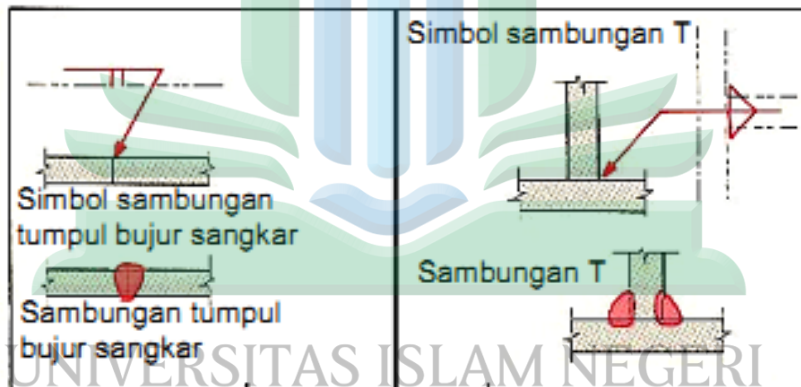 Simbol sambungan
tumpul bujur sangkar
Sambungan tumpul
bujur sangkar
Simbol sambungan T
Sambungan T
UNIVERSITAS ISLAM NEGERI